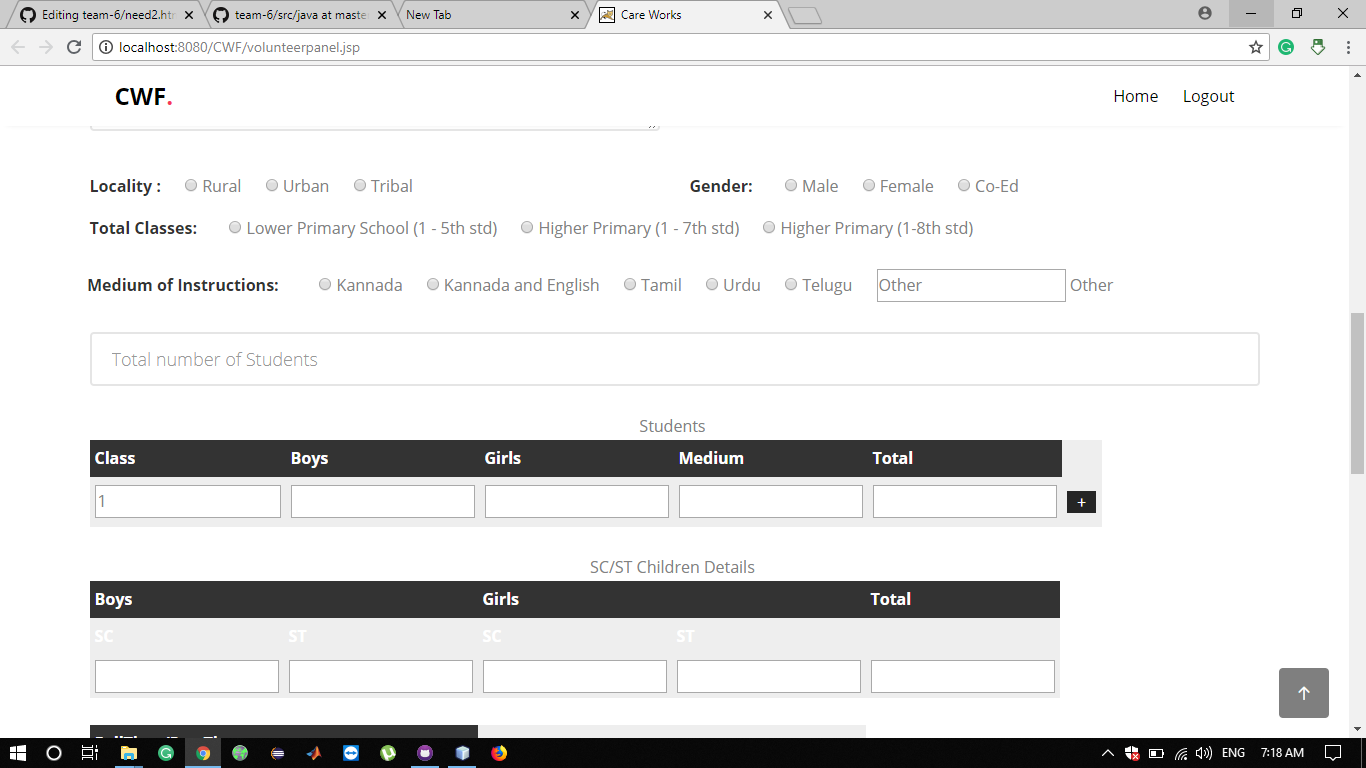 Editing team-6/need2.htm
team-6/src/java at master
New Tab
Care Works
localhost:8080/CWF/volunteerpanel.jsp
CWF.
Home Logout
Locality : Rural Urban Tribal Gender: Male Female Co-Ed
Total Classes: Lower Primary School (1 - 5th std) Higher Primary (1 - 7th std) Higher Primary (1-8th std)
Medium of Instructions: Kannada Kannada and English Tamil Urdu Telugu Other Other
Total number of Students
Students
Class Boys Girls Medium Total
1 +
SC/ST Children Details
Boys Girls Total
SC ST SC ST
ENG 7:18 AM